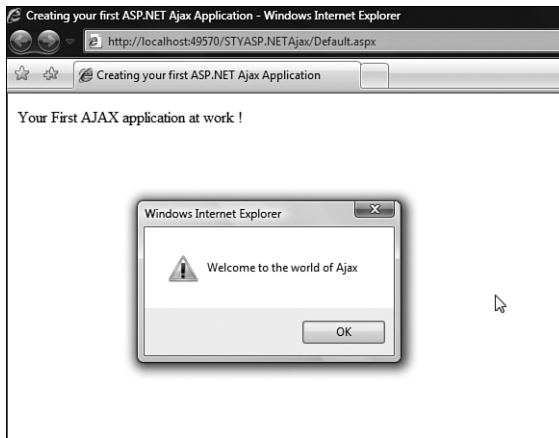 Creating your first ASP.NET Ajax Application - Windows Internet Explorer
http://localhost:49570/STYASP.NETAjax/Default.aspx
Creating your first ASP.NET Ajax Application
Your First AJAX application at work !
Windows Internet Explorer
Welcome to the world of Ajax
OK